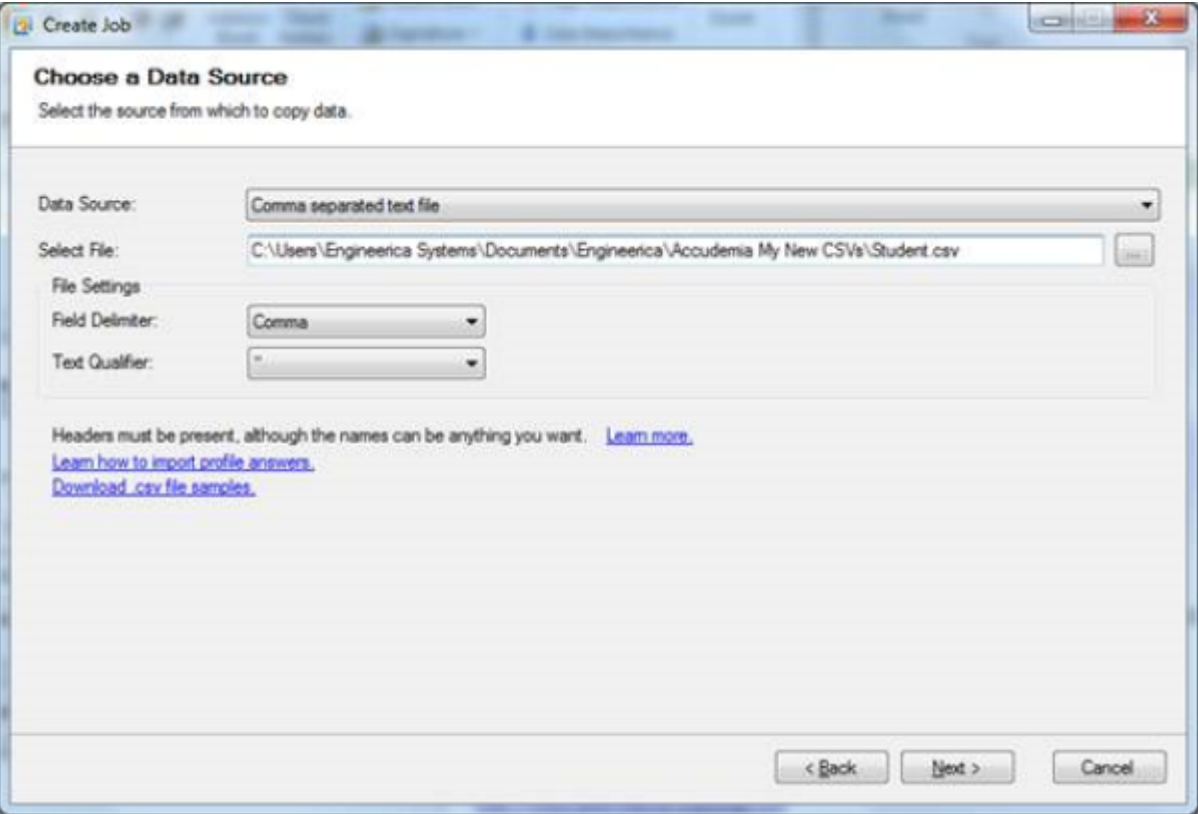 Create Job
Choose a Data Source
Select the source from which to copy data.
Data Source: Comma separated text file
Select File: C:\Users\Engineerica Systems\Documents\Engineerica\Accudemia My New CSVs\Student.csv ...
File Settings
Field Delimiter: Comma
Text Qualifier: "
Headers must be present, although the names can be anything you want. Learn more.
Learn how to import profile answers.
Download .csv file samples.
< Back Next > Cancel